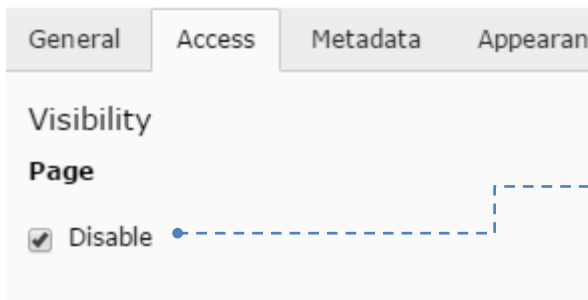 General Access Metadata Appearan
Visibility
Page
Disable